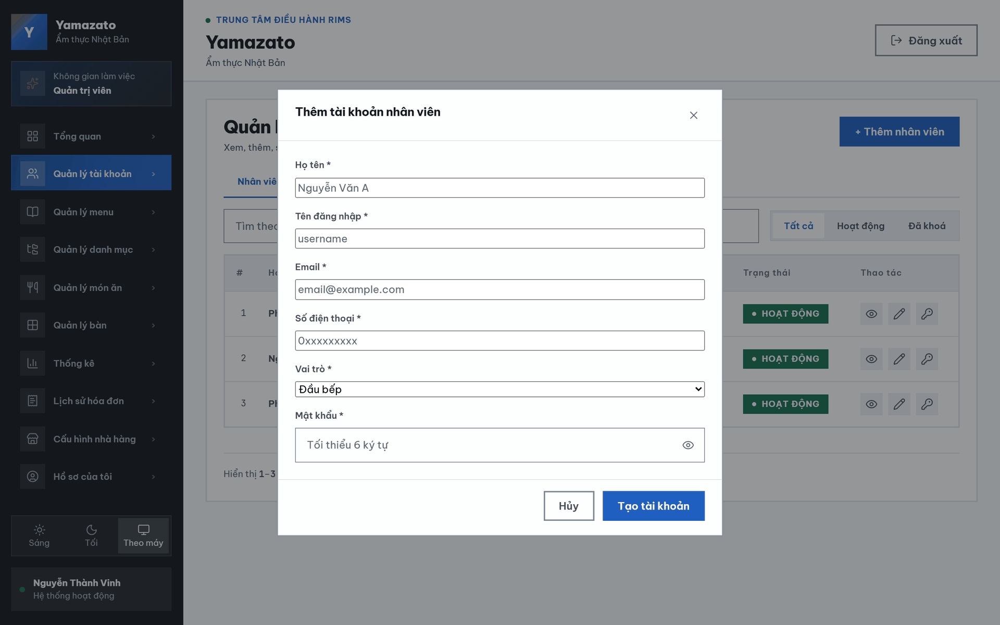 Y
Yamazato
Ẩm thực Nhật Bản
Không gian làm việc
Quản trị viên
Tổng quan
Quản lý tài khoản
Quản lý menu
Quản lý danh mục
Quản lý món ăn
Quản lý bàn
Thống kê
Lịch sử hóa đơn
Cấu hình nhà hàng
Hồ sơ của tôi
Sáng
Tối
Theo máy
Nguyễn Thành Vinh
Hệ thống hoạt động
TRUNG TÂM ĐIỀU HÀNH RIMS
Yamazato
Ẩm thực Nhật Bản
Đăng xuất
Quản
Xem, thêm,
+ Thêm nhân viên
Nhân viê
Tìm theo
Tất cả
Hoạt động
Đã khoá
#
Trạng thái
Thao tác
1
Ph
HOẠT ĐỘNG
2
Ng
HOẠT ĐỘNG
3
Ph
HOẠT ĐỘNG
Hiển thị 1–3
Thêm tài khoản nhân viên
Họ tên *
Nguyễn Văn A
Tên đăng nhập *
username
Email *
email@example.com
Số điện thoại *
0xxxxxxxxx
Vai trò *
Đầu bếp
Mật khẩu *
Tối thiểu 6 ký tự
Hủy
Tạo tài khoản